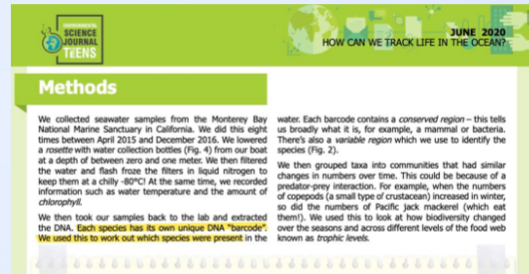 ENVIRONMENTAL
SCIENCE
JOURNAL
TEENS
JUNE 2020
HOW CAN WE TRACK LIFE IN THE OCEAN?
Methods
We collected seawater samples from the Monterey Bay
National Marine Sanctuary in California. We did this eight
times between April 2015 and December 2016. We lowered
a rosette with water collection bottles (Fig. 4) from our boat
at a depth of between zero and one meter. We then filtered
the water and flash froze the filters in liquid nitrogen to
keep them at a chilly -80°C! At the same time, we recorded
information such as water temperature and the amount of
chlorophyll.
We then took our samples back to the lab and extracted
the DNA. Each species has its own unique DNA "barcode".
We used this to work out which species were present in the
water. Each barcode contains a conserved region – this tells
us broadly what it is, for example, a mammal or bacteria.
There's also a variable region which we use to identify the
species (Fig. 2).
We then grouped taxa into communities that had similar
changes in numbers over time. This could be because of a
predator-prey interaction. For example, when the numbers
of copepods (a small type of crustacean) increased in winter,
so did the numbers of Pacific jack mackerel (which eat
them!). We used this to look at how biodiversity changed
over the seasons and across different levels of the food web
known as trophic levels.